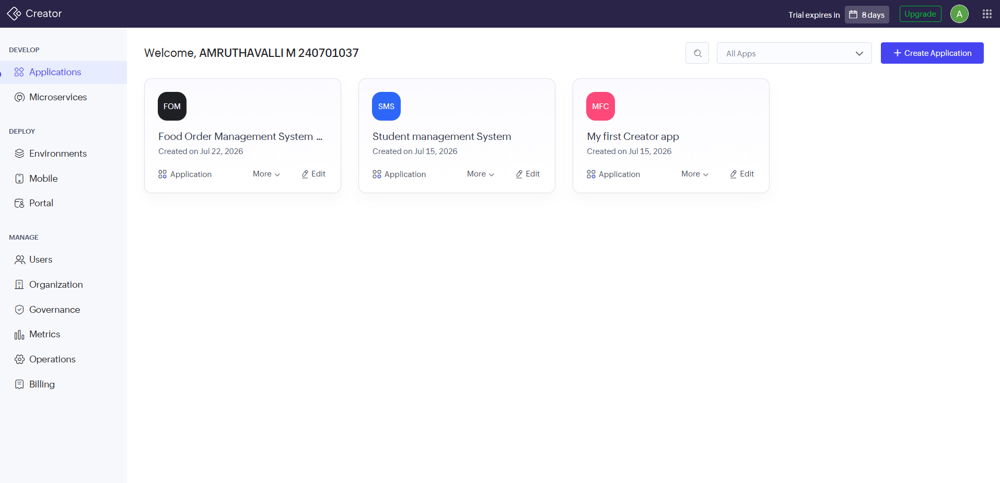 Creator
Trial expires in 8 days Upgrade A
DEVELOP
Applications
Microservices
DEPLOY
Environments
Mobile
Portal
MANAGE
Users
Organization
Governance
Metrics
Operations
Billing
Welcome, AMRUTHAVALLI M 240701037
All Apps
+ Create Application
FOM
Food Order Management System ...
Created on Jul 22, 2026
Application More Edit
SMS
Student management System
Created on Jul 15, 2026
Application More Edit
MFC
My first Creator app
Created on Jul 15, 2026
Application More Edit